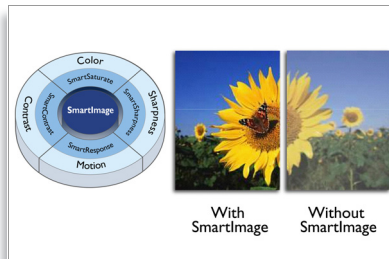 Color
SmartSaturate
Contrast
SmartContrast
SmartImage
SmartSharpness
Sharpness
SmartResponse
Motion
With
SmartImage
Without
SmartImage